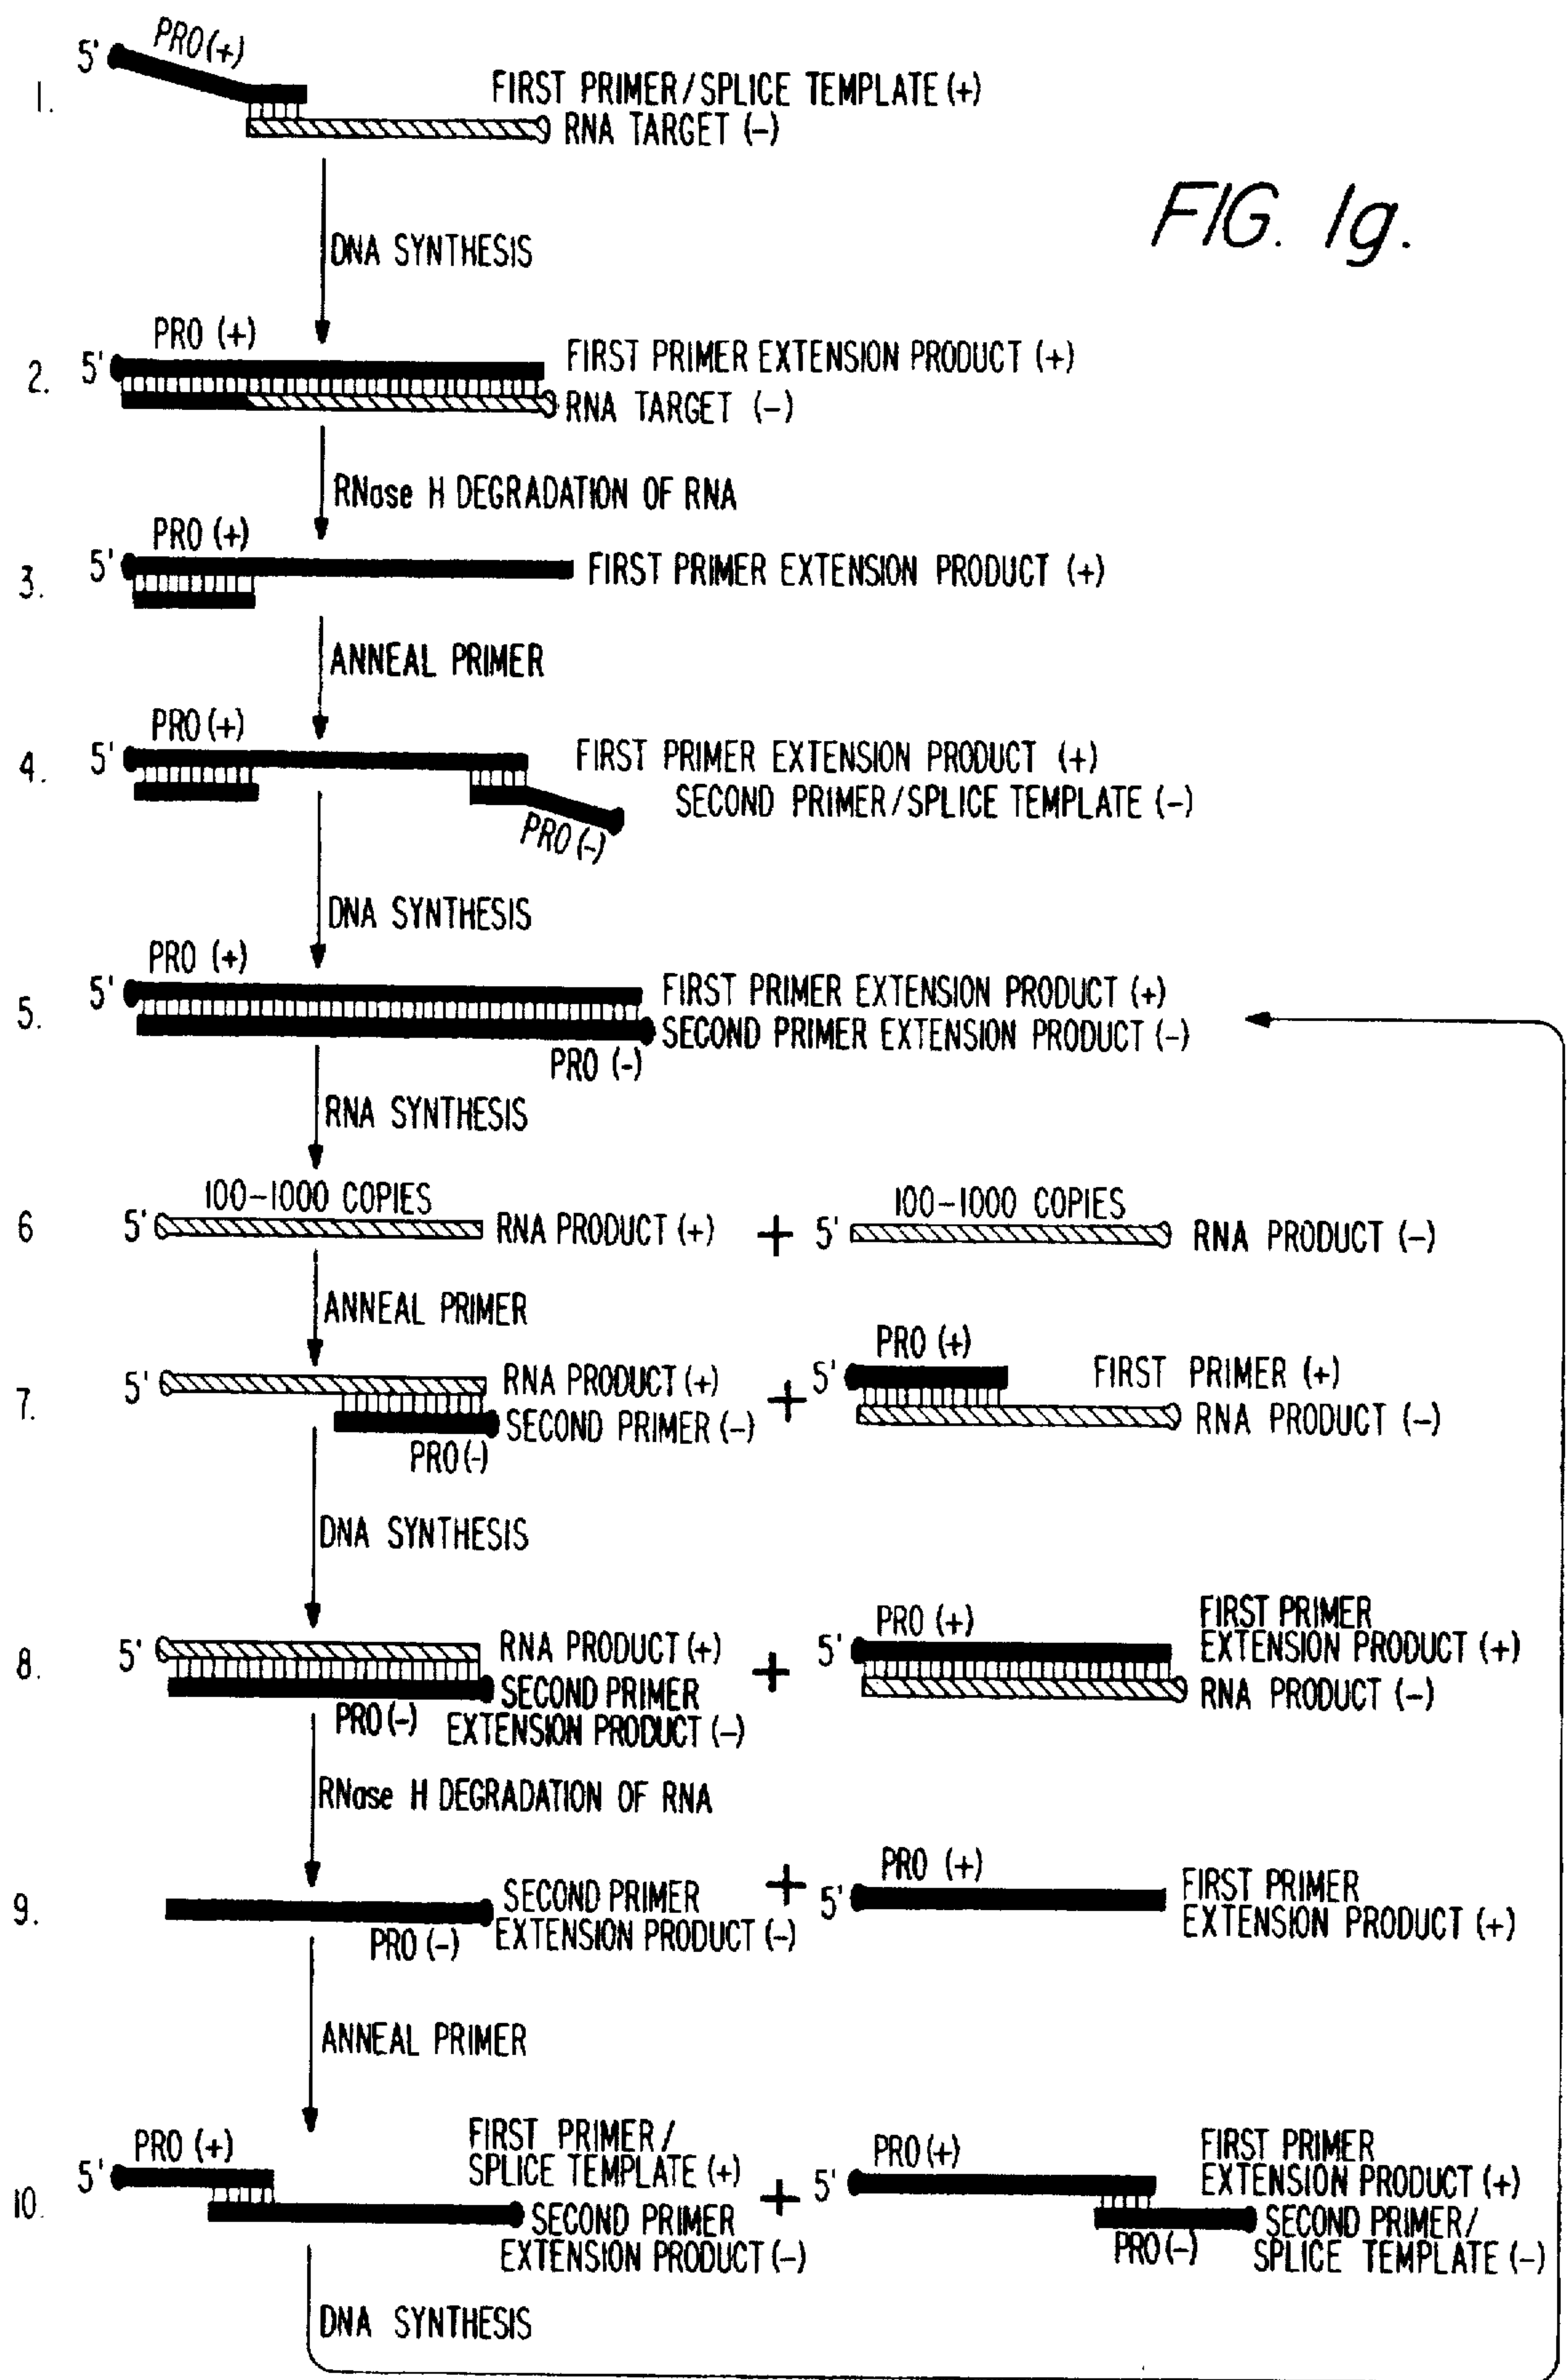 FIG. 1g.
1.
5'
PRO(+)
FIRST PRIMER/SPLICE TEMPLATE (+)
RNA TARGET (-)
DNA SYNTHESIS
2.
5'
PRO (+)
FIRST PRIMER EXTENSION PRODUCT (+)
RNA TARGET (-)
RNase H DEGRADATION OF RNA
3.
5'
PRO (+)
FIRST PRIMER EXTENSION PRODUCT (+)
ANNEAL PRIMER
4.
5'
PRO(+)
FIRST PRIMER EXTENSION PRODUCT (+)
SECOND PRIMER/SPLICE TEMPLATE (-)
PRO(-)
DNA SYNTHESIS
5.
5'
PRO (+)
FIRST PRIMER EXTENSION PRODUCT (+)
SECOND PRIMER EXTENSION PRODUCT (-)
PRO (-)
RNA SYNTHESIS
6
100-1000 COPIES
5'
RNA PRODUCT (+)
+
100-1000 COPIES
5'
RNA PRODUCT (-)
ANNEAL PRIMER
7.
5'
RNA PRODUCT (+)
SECOND PRIMER (-)
PRO(-)
+
5'
PRO (+)
FIRST PRIMER (+)
RNA PRODUCT (-)
DNA SYNTHESIS
8.
5'
RNA PRODUCT (+)
SECOND PRIMER
EXTENSION PRODUCT (-)
PRO(-)
+
5'
PRO (+)
FIRST PRIMER
EXTENSION PRODUCT (+)
RNA PRODUCT (-)
RNase H DEGRADATION OF RNA
9.
SECOND PRIMER
EXTENSION PRODUCT (-)
PRO (-)
+
5'
PRO (+)
FIRST PRIMER
EXTENSION PRODUCT (+)
ANNEAL PRIMER
10.
5'
PRO (+)
FIRST PRIMER/
SPLICE TEMPLATE (+)
SECOND PRIMER
EXTENSION PRODUCT (-)
+
5'
PRO(+)
FIRST PRIMER
EXTENSION PRODUCT (+)
SECOND PRIMER/
SPLICE TEMPLATE (-)
PRO(-)
DNA SYNTHESIS